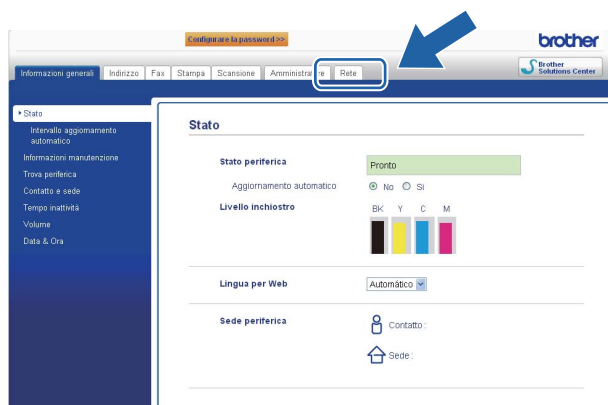 Configurare la password>>
brother
Informazioni generali Indirizzo Fax Stampa Scansione Amministratore Rete
Brother
Solutions Center
Stato
Intervallo aggiornamento
automatico
Informazioni manutenzione
Trova periferica
Contatto e sede
Tempo inattività
Volume
Data & Ora
Stato
Stato periferica Pronto
Aggiornamento automatico No Sì
Livello inchiostro BK Y C M
Lingua per Web Automático
Sede periferica Contatto :
Sede :